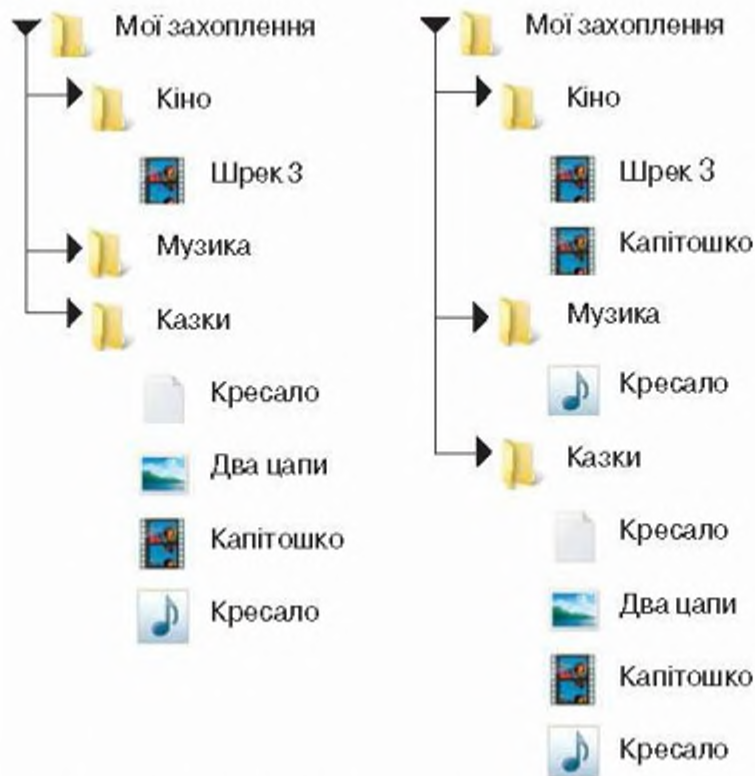 Мої захоплення
Кіно
Шрек 3
Музика
Казки
Кресало
Два цапи
Капітошко
Кресало
Мої захоплення
Кіно
Шрек 3
Капітошко
Музика
Кресало
Казки
Кресало
Два цапи
Капітошко
Кресало